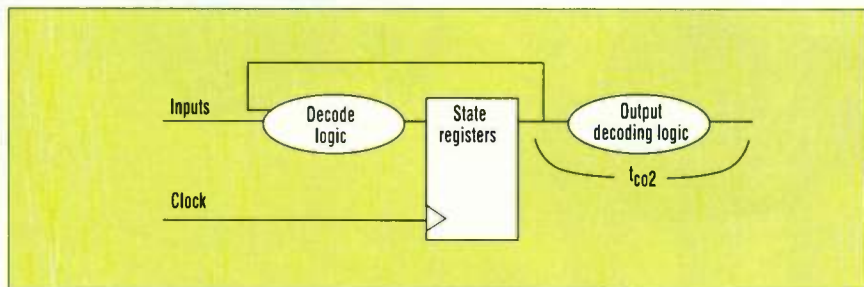 Inputs
Decode
logic
State
registers
Output
decoding logic
tco2
Clock